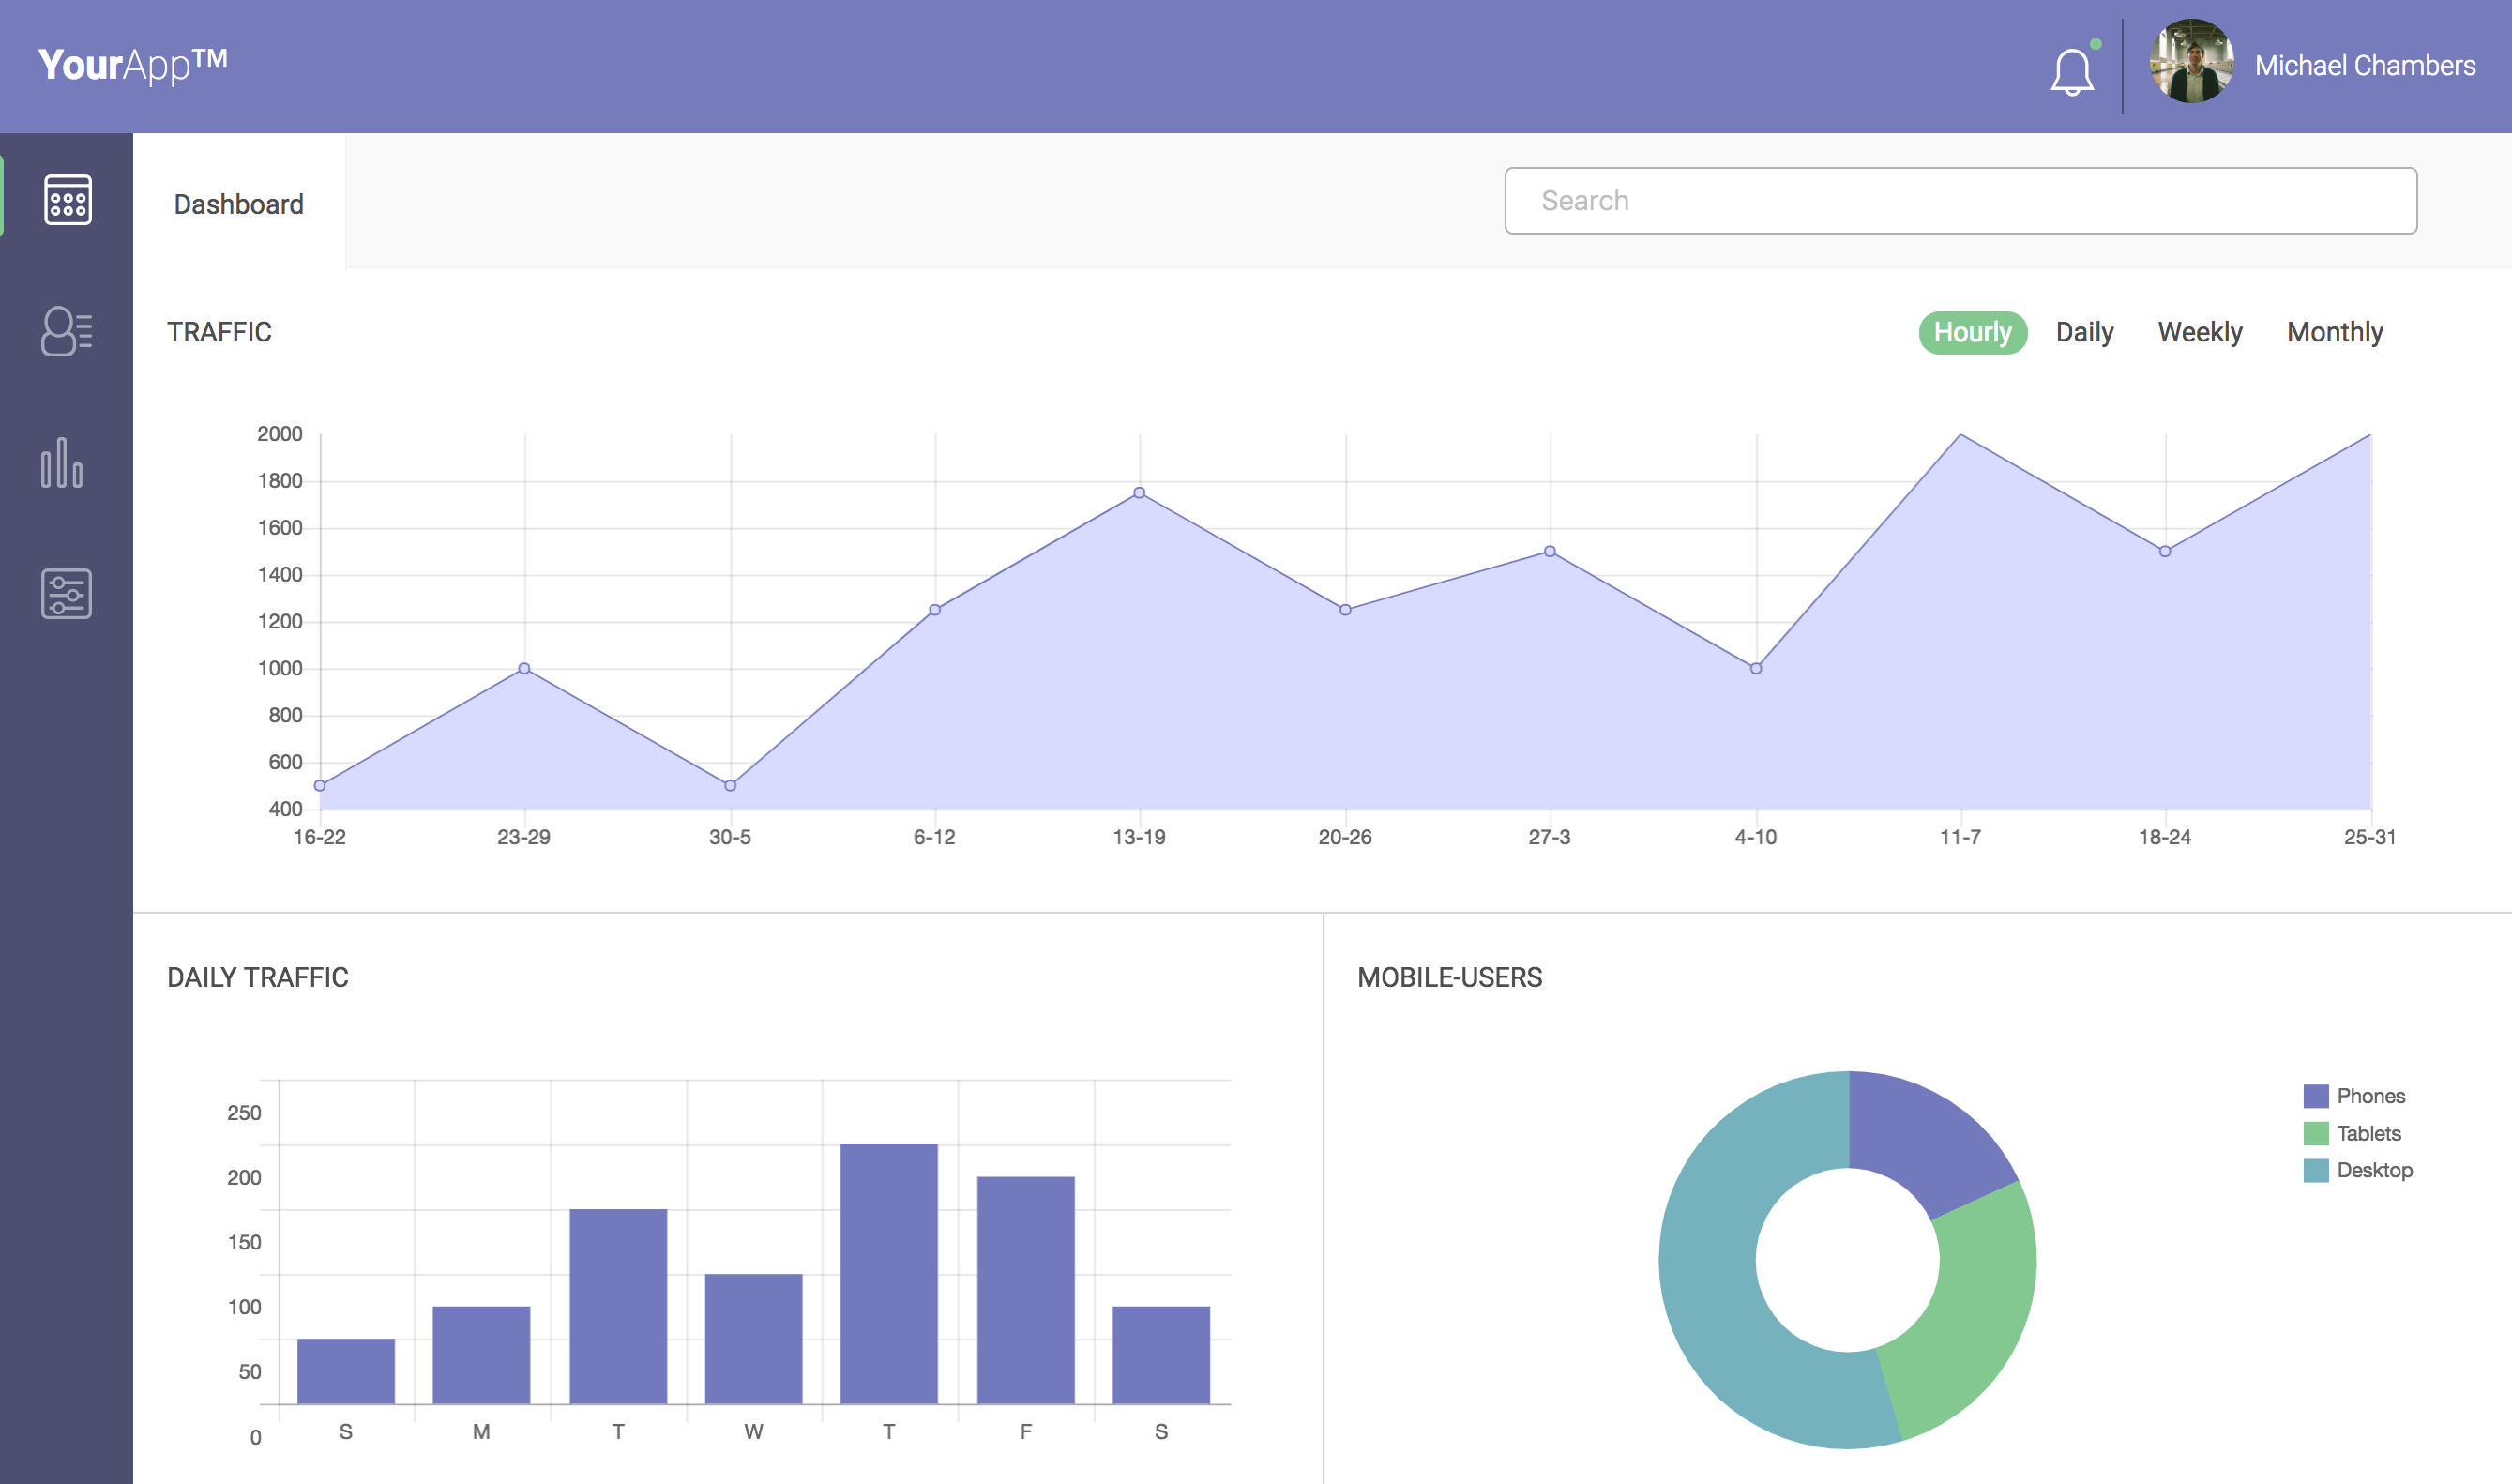 YourApp™
Michael Chambers
Dashboard
Search
TRAFFIC
Hourly Daily Weekly Monthly
2000
1800
1600
1400
1200
1000
800
600
400
16-22 23-29 30-5 6-12 13-19 20-26 27-3 4-10 11-7 18-24 25-31
DAILY TRAFFIC
250
200
150
100
50
0
S M T W T F S
MOBILE-USERS
Phones
Tablets
Desktop